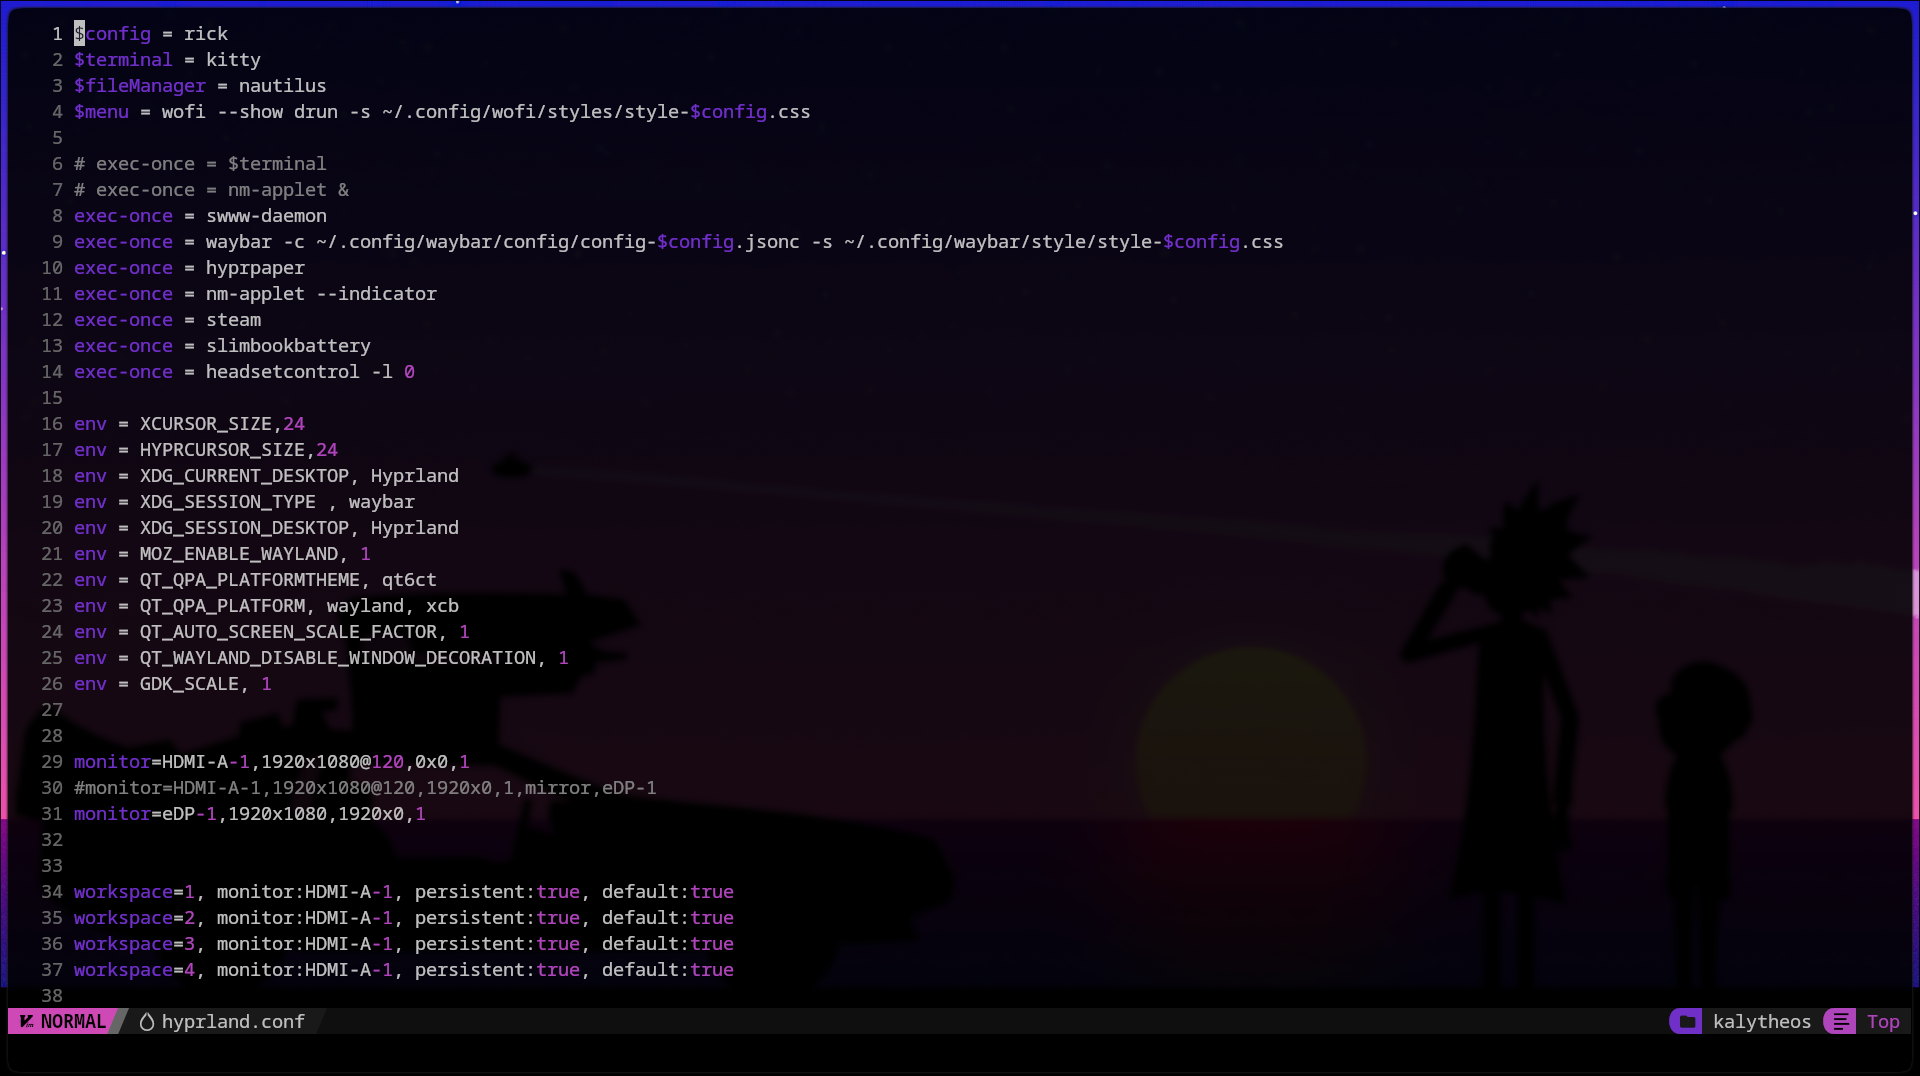 1 $config = rick
2 $terminal = kitty
3 $fileManager = nautilus
4 $menu = wofi --show drun -s ~/.config/wofi/styles/style-$config.css
5
6 # exec-once = $terminal
7 # exec-once = nm-applet &
8 exec-once = swww-daemon
9 exec-once = waybar -c ~/.config/waybar/config/config-$config.jsonc -s ~/.config/waybar/style/style-$config.css
10 exec-once = hyprpaper
11 exec-once = nm-applet --indicator
12 exec-once = steam
13 exec-once = slimbookbattery
14 exec-once = headsetcontrol -l 0
15
16 env = XCURSOR_SIZE,24
17 env = HYPRCURSOR_SIZE,24
18 env = XDG_CURRENT_DESKTOP, Hyprland
19 env = XDG_SESSION_TYPE , waybar
20 env = XDG_SESSION_DESKTOP, Hyprland
21 env = MOZ_ENABLE_WAYLAND, 1
22 env = QT_QPA_PLATFORMTHEME, qt6ct
23 env = QT_QPA_PLATFORM, wayland, xcb
24 env = QT_AUTO_SCREEN_SCALE_FACTOR, 1
25 env = QT_WAYLAND_DISABLE_WINDOW_DECORATION, 1
26 env = GDK_SCALE, 1
27
28
29 monitor=HDMI-A-1,1920x1080@120,0x0,1
30 #monitor=HDMI-A-1,1920x1080@120,1920x0,1,mirror,eDP-1
31 monitor=eDP-1,1920x1080,1920x0,1
32
33
34 workspace=1, monitor:HDMI-A-1, persistent:true, default:true
35 workspace=2, monitor:HDMI-A-1, persistent:true, default:true
36 workspace=3, monitor:HDMI-A-1, persistent:true, default:true
37 workspace=4, monitor:HDMI-A-1, persistent:true, default:true
38
NORMAL hyprland.conf kalytheos Top